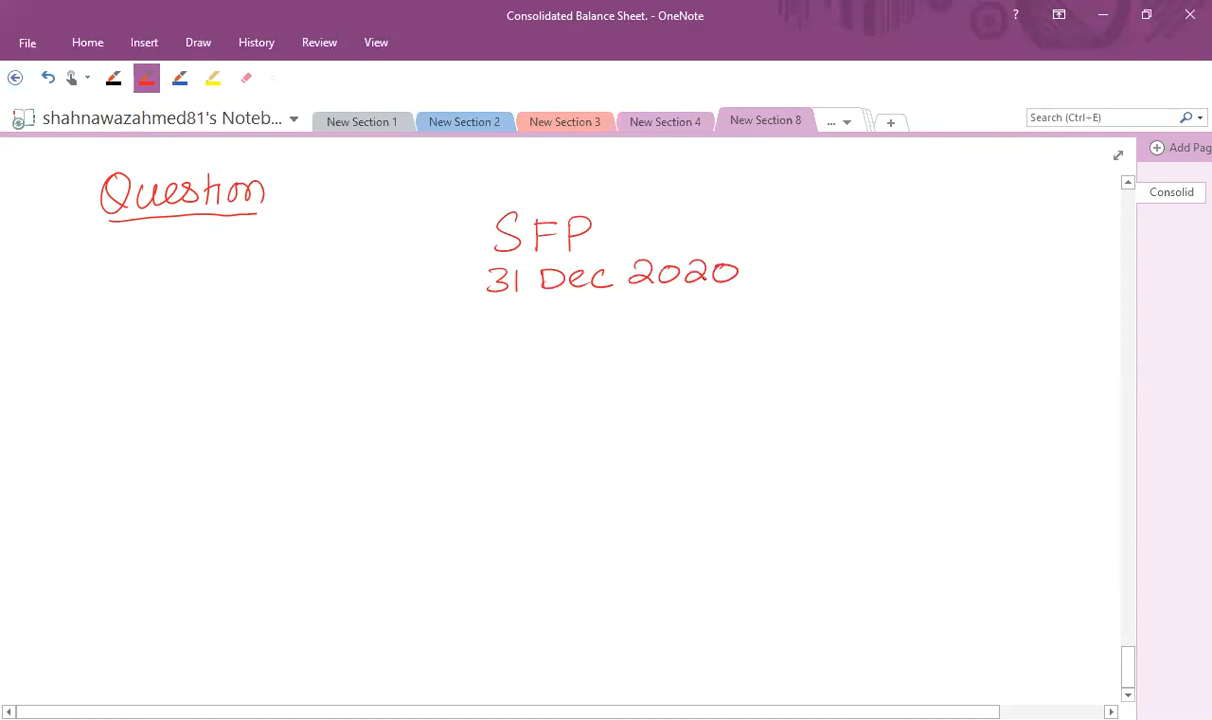 Consolidated Balance Sheet. - OneNote
?
File Home Insert Draw History Review View
shahnawazahmed81's Noteb... New Section 1 New Section 2 New Section 3 New Section 4 New Section 8 ... + Search (Ctrl+E)
Add Pag
Consolid
Question
SFP
31 Dec 2020